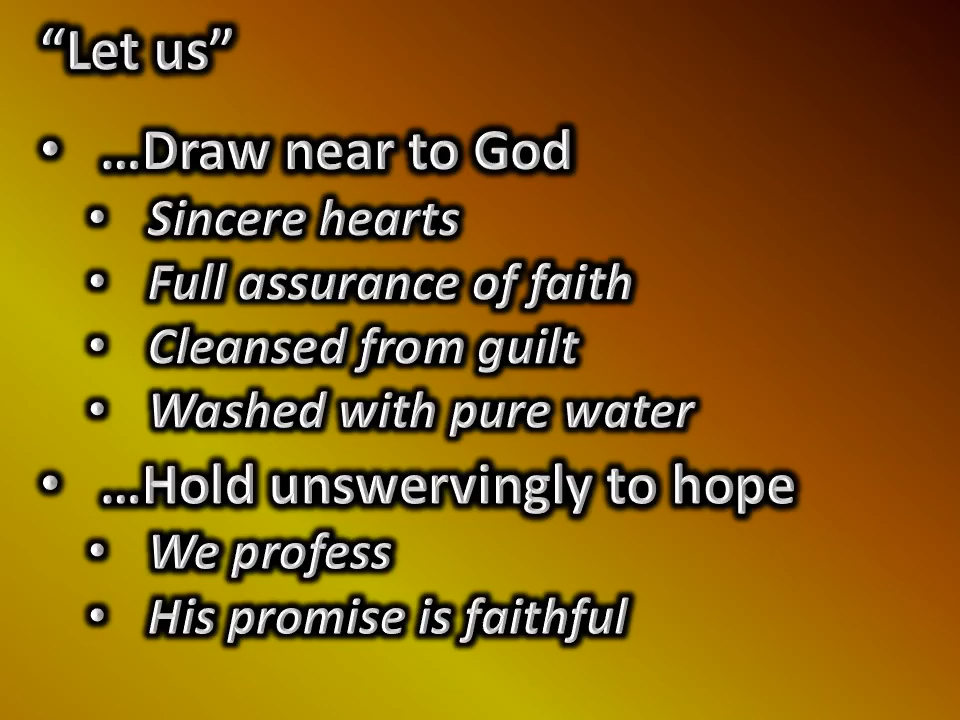 “Let us”
• …Draw near to God
• Sincere hearts
• Full assurance of faith
• Cleansed from guilt
• Washed with pure water
• …Hold unswervingly to hope
• We profess
• His promise is faithful